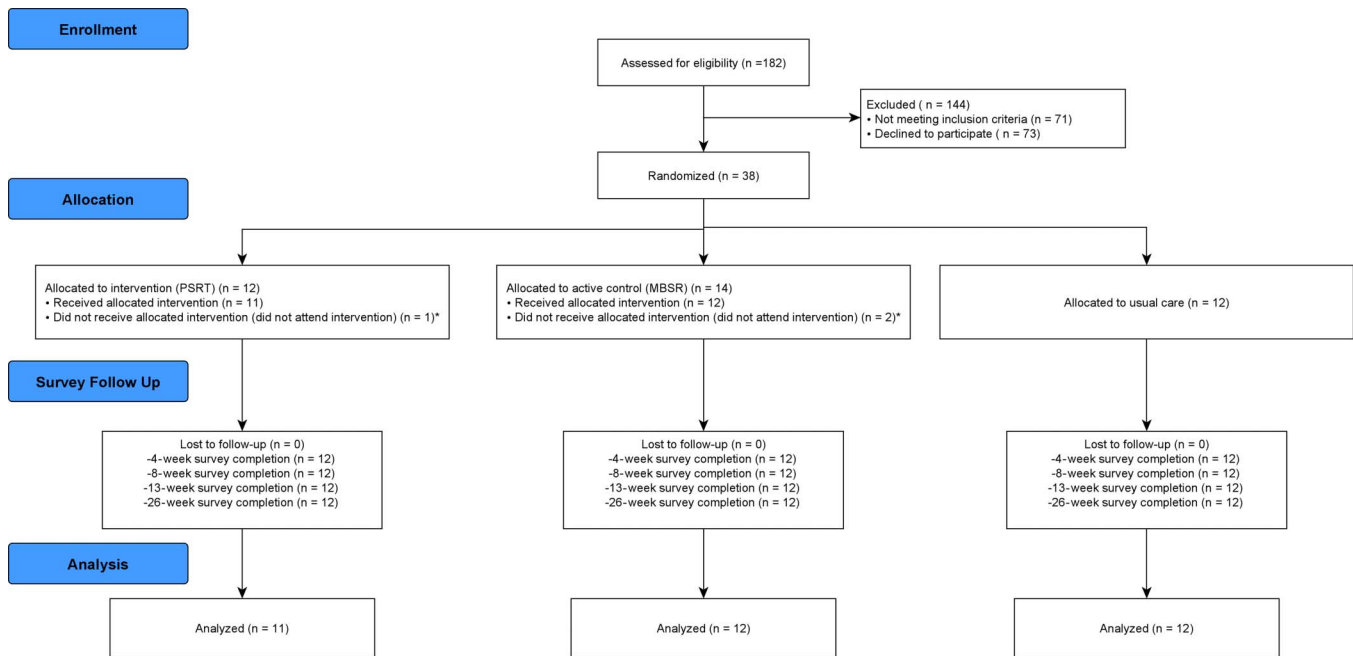 Enrollment
Assessed for eligibility (n =182)
Excluded ( n = 144)
• Not meeting inclusion criteria (n = 71)
• Declined to participate ( n = 73)
Randomized (n = 38)
Allocation
Allocated to intervention (PSRT) (n = 12)
• Received allocated intervention (n = 11)
• Did not receive allocated intervention (did not attend intervention) (n = 1)*
Allocated to active control (MBSR) (n = 14)
• Received allocated intervention (n = 12)
• Did not receive allocated intervention (did not attend intervention) (n = 2)*
Allocated to usual care (n = 12)
Survey Follow Up
Lost to follow-up (n = 0)
-4-week survey completion (n = 12)
-8-week survey completion (n = 12)
-13-week survey completion (n = 12)
-26-week survey completion (n = 12)
Lost to follow-up (n = 0)
-4-week survey completion (n = 12)
-8-week survey completion (n = 12)
-13-week survey completion (n = 12)
-26-week survey completion (n = 12)
Lost to follow-up (n = 0)
-4-week survey completion (n = 12)
-8-week survey completion (n = 12)
-13-week survey completion (n = 12)
-26-week survey completion (n = 12)
Analysis
Analyzed (n = 11)
Analyzed (n = 12)
Analyzed (n = 12)